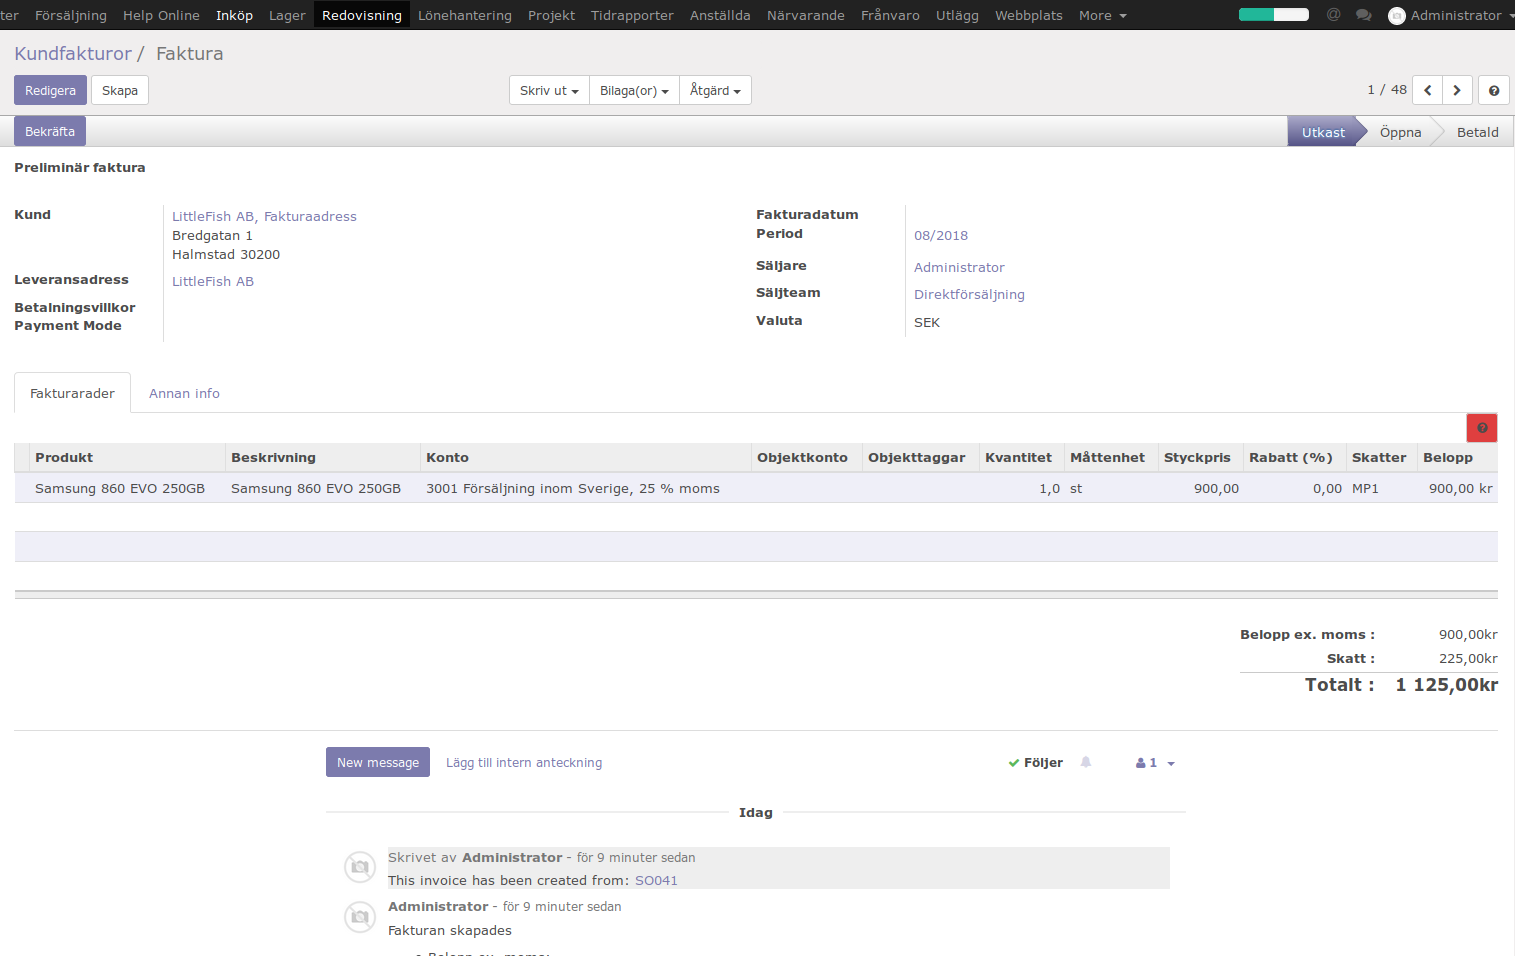 ter Försäljning Help Online Inköp Lager Redovisning Lönehantering Projekt Tidrapporter Anställda Närvarande Frånvaro Utlägg Webbplats More @ Administrator
Kundfakturor / Faktura
Redigera Skapa Skriv ut Bilaga(or) Åtgärd 1 / 48
Bekräfta Utkast Öppna Betald
Preliminär faktura
Kund LittleFish AB, Fakturaadress
Bredgatan 1
Halmstad 30200
Leveransadress LittleFish AB
Betalningsvillkor
Payment Mode
Fakturadatum
Period 08/2018
Säljare Administrator
Säljteam Direktförsäljning
Valuta SEK
Fakturarader Annan info
Produkt Beskrivning Konto Objektkonto Objekttaggar Kvantitet Måttenhet Styckpris Rabatt (%) Skatter Belopp
Samsung 860 EVO 250GB Samsung 860 EVO 250GB 3001 Försäljning inom Sverige, 25 % moms 1,0 st 900,00 0,00 MP1 900,00 kr
Belopp ex. moms : 900,00kr
Skatt : 225,00kr
Totalt : 1 125,00kr
New message Lägg till intern anteckning Följer 1
Idag
Skrivet av Administrator - för 9 minuter sedan
This invoice has been created from: SO041
Administrator - för 9 minuter sedan
Fakturan skapades
• Belopp ex. moms: